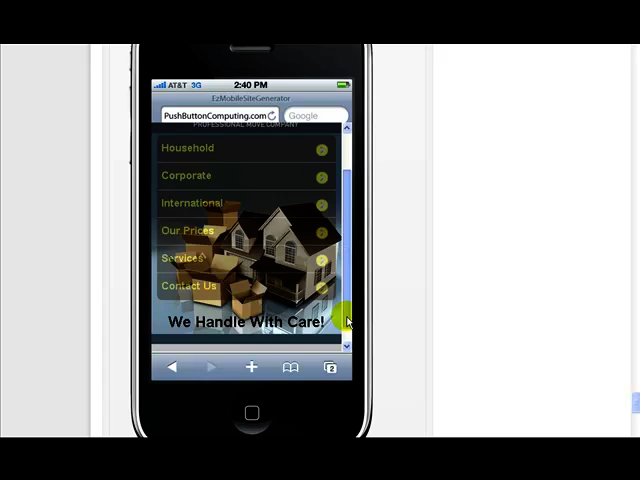 AT&T 3G 2:40 PM
EzMobileSiteGenerator
PushButtonComputing.com Google
PROFESSIONAL MOVE COMPANY
Household
Corporate
International
Our Prices
Services
Contact Us
We Handle With Care!
2